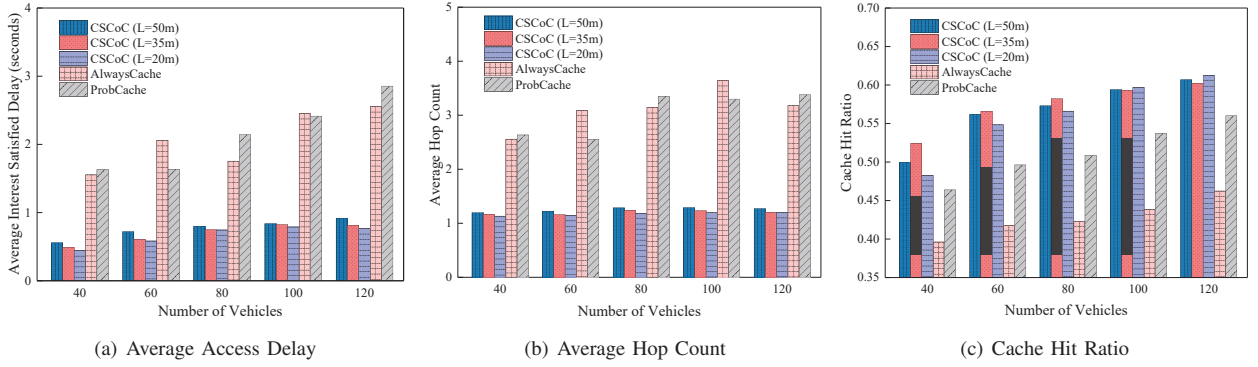 4
3
2
1
0
Average Interest Satisfied Delay (seconds)
CSCoC (L=50m)
CSCoC (L=35m)
CSCoC (L=20m)
AlwaysCache
ProbCache
40 60 80 100 120
Number of Vehicles
(a) Average Access Delay
5
4
3
2
1
0
Average Hop Count
CSCoC (L=50m)
CSCoC (L=35m)
CSCoC (L=20m)
AlwaysCache
ProbCache
40 60 80 100 120
Number of Vehicles
(b) Average Hop Count
0.70
0.65
0.60
0.55
0.50
0.45
0.40
0.35
Cache Hit Ratio
CSCoC (L=50m)
CSCoC (L=35m)
CSCoC (L=20m)
AlwaysCache
ProbCache
40 60 80 100 120
Number of Vehicles
(c) Cache Hit Ratio